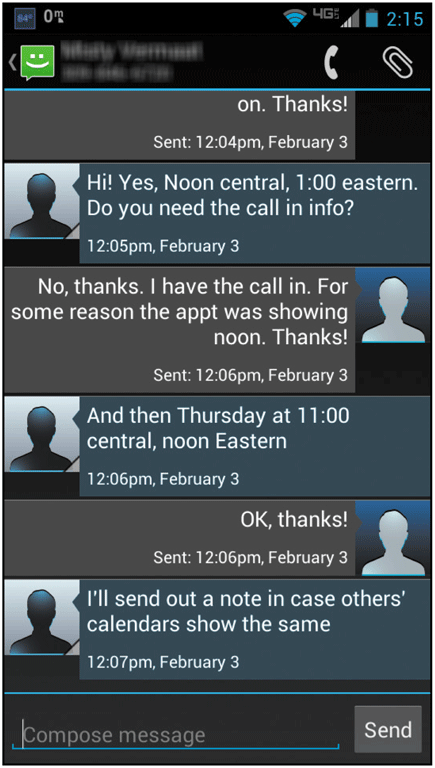 84°
0m
4G
2:15
on. Thanks!
Sent: 12:04pm, February 3
Hi! Yes, Noon central, 1:00 eastern.
Do you need the call in info?
12:05pm, February 3
No, thanks. I have the call in. For
some reason the appt was showing
noon. Thanks!
Sent: 12:06pm, February 3
And then Thursday at 11:00
central, noon Eastern
12:06pm, February 3
OK, thanks!
Sent: 12:06pm, February 3
I'll send out a note in case others'
calendars show the same
12:07pm, February 3
Compose message
Send